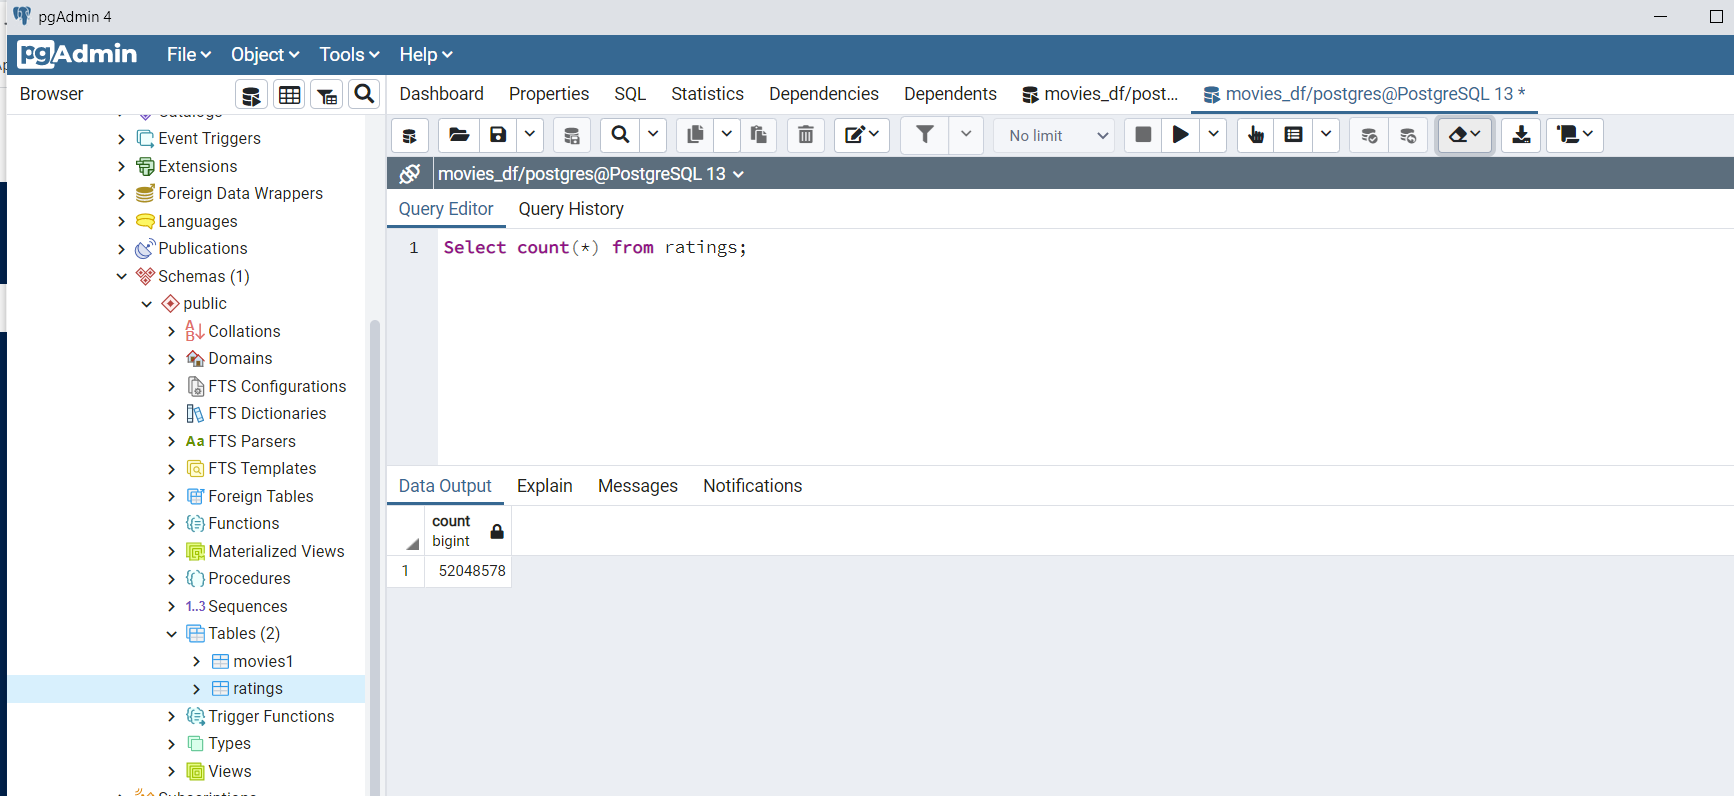 pgAdmin 4
pgAdmin File Object Tools Help
Browser
Dashboard Properties SQL Statistics Dependencies Dependents movies_df/post... movies_df/postgres@PostgreSQL 13 *
No limit
movies_df/postgres@PostgreSQL 13
Query Editor Query History
1 Select count(*) from ratings;
Catalogs
Event Triggers
Extensions
Foreign Data Wrappers
Languages
Publications
Schemas (1)
public
Collations
Domains
FTS Configurations
FTS Dictionaries
Aa FTS Parsers
FTS Templates
Foreign Tables
Functions
Materialized Views
Procedures
1..3 Sequences
Tables (2)
movies1
ratings
Trigger Functions
Types
Views
Subscriptions
Data Output Explain Messages Notifications
count
bigint
1 52048578